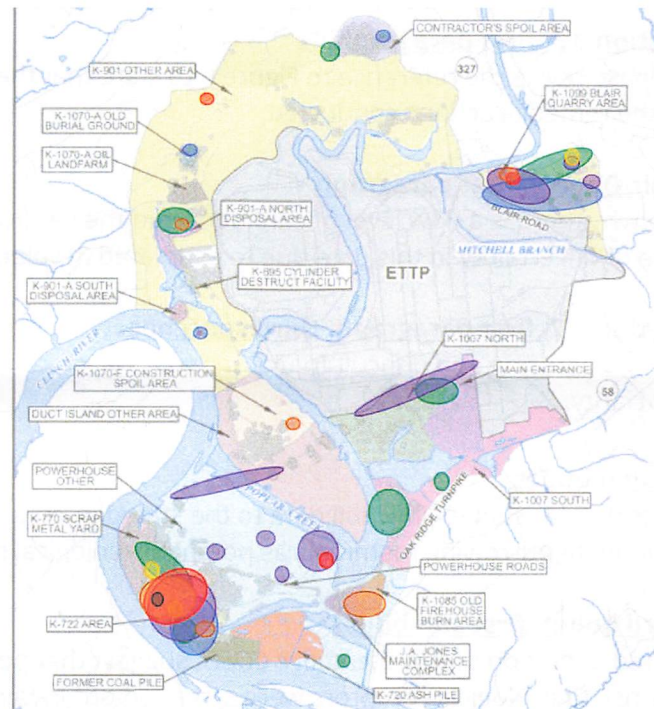 CONTRACTOR'S SPOIL AREA
K-901 OTHER AREA
327
K-1099 BLAIR
QUARRY AREA
K-1070-A OLD
BURIAL GROUND
K-1070-A OIL
LANDFARM
K-901-A NORTH
DISPOSAL AREA
BLAIR ROAD
MITCHELL BRANCH
ETTP
K-895 CYLINDER
DESTRUCT FACILITY
K-901-A SOUTH
DISPOSAL AREA
CLINCH RIVER
K-1007 NORTH
K-1070-F CONSTRUCTION
SPOIL AREA
MAIN ENTRANCE
58
DUCT ISLAND OTHER AREA
POWERHOUSE
OTHER
POPLAR CREEK
OAK RIDGE TURNPIKE
K-1007 SOUTH
K-770 SCRAP
METAL YARD
POWERHOUSE ROADS
K-722 AREA
K-1085 OLD
FIREHOUSE
BURN AREA
J.A. JONES
MAINTENANCE
COMPLEX
FORMER COAL PILE
K-720 ASH PILE